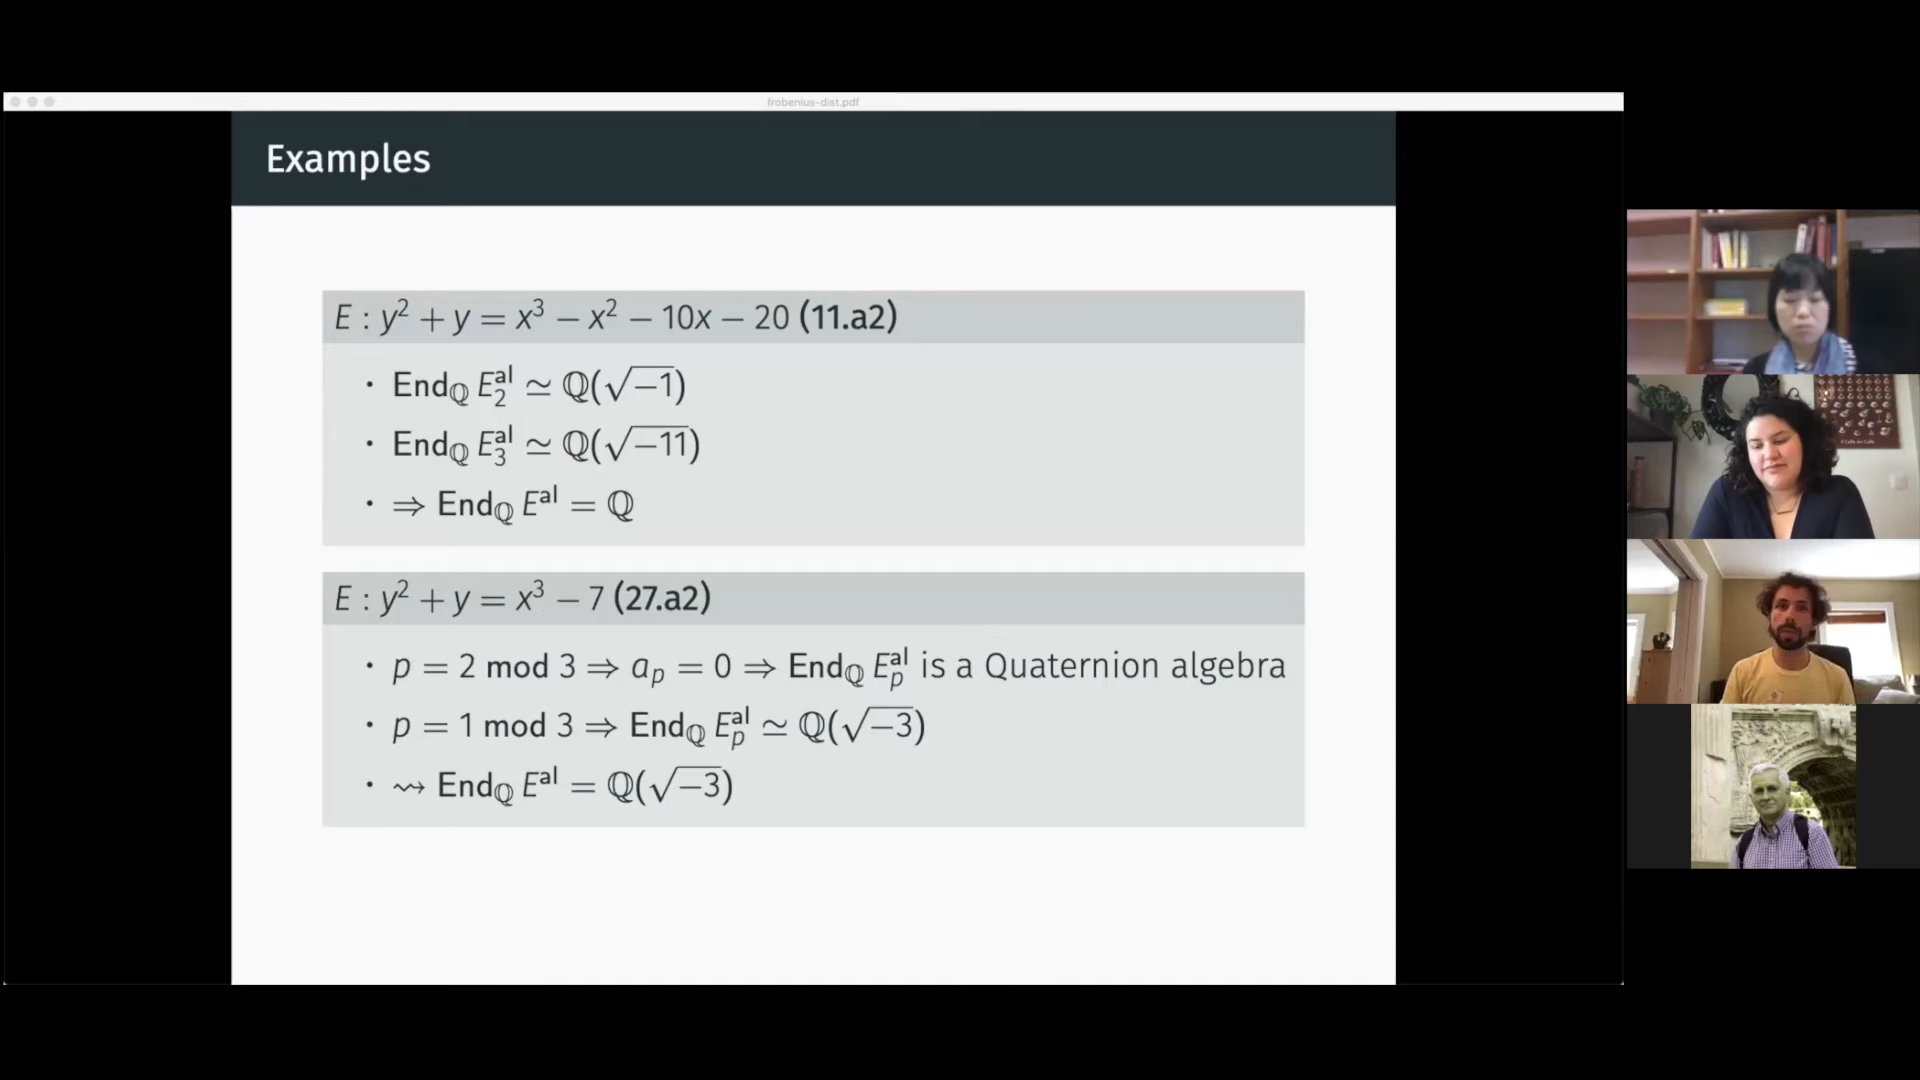 frobenius-dist.pdf
Examples
E : y² + y = x³ − x² − 10x − 20 (11.a2)
· End_ℚ E₂^al ≃ ℚ(√−1)
· End_ℚ E₃^al ≃ ℚ(√−11)
· ⇒ End_ℚ E^al = ℚ
E : y² + y = x³ − 7 (27.a2)
· p = 2 mod 3 ⇒ a_p = 0 ⇒ End_ℚ E_p^al is a Quaternion algebra
· p = 1 mod 3 ⇒ End_ℚ E_p^al ≃ ℚ(√−3)
· ⇝ End_ℚ E^al = ℚ(√−3)